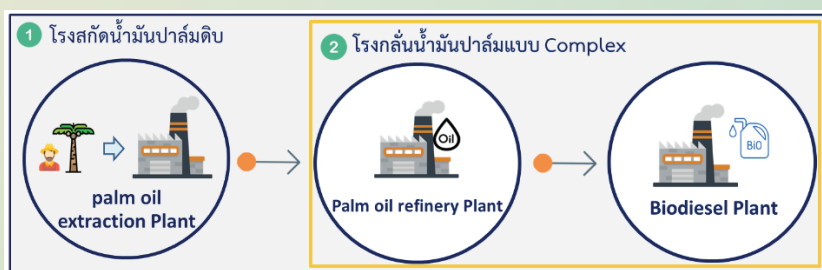 1 โรงสกัดน้ำมันปาล์มดิบ
2 โรงกลั่นน้ำมันปาล์มแบบ Complex
palm oil
extraction Plant
Oil
Palm oil refinery Plant
BiO
Biodiesel Plant